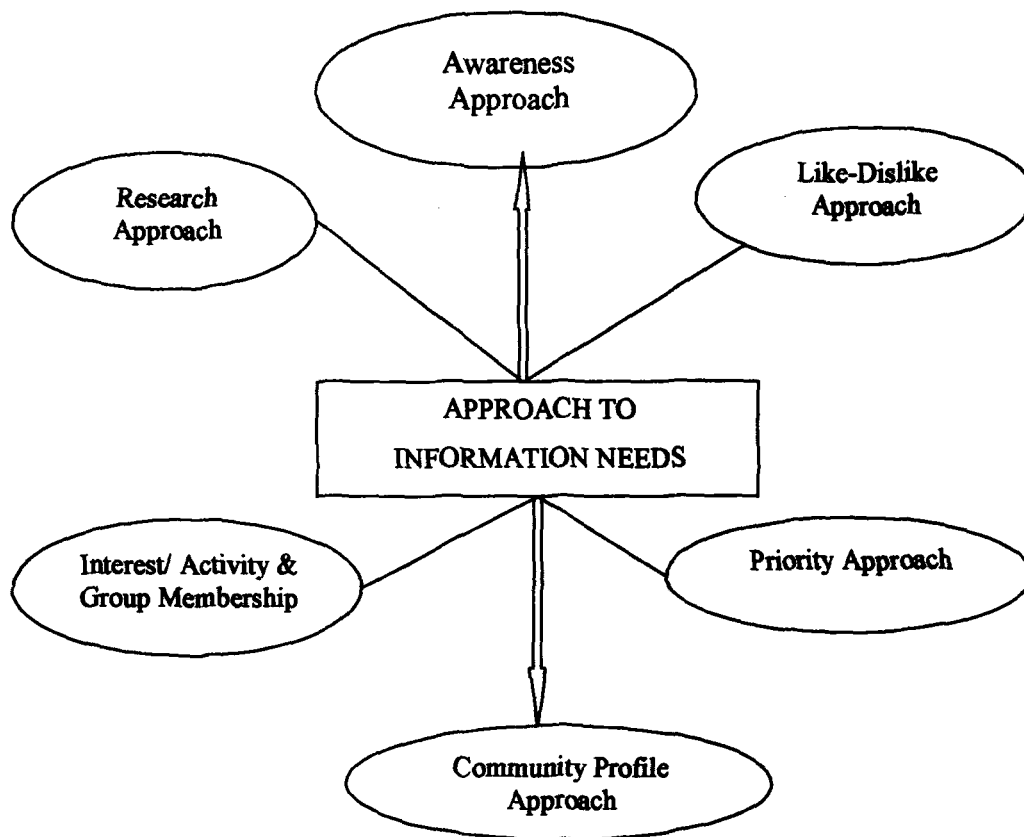 Awareness
Approach
Like-Dislike
Approach
Research
Approach
APPROACH TO
INFORMATION NEEDS
Interest/ Activity &
Group Membership
Priority Approach
Community Profile
Approach